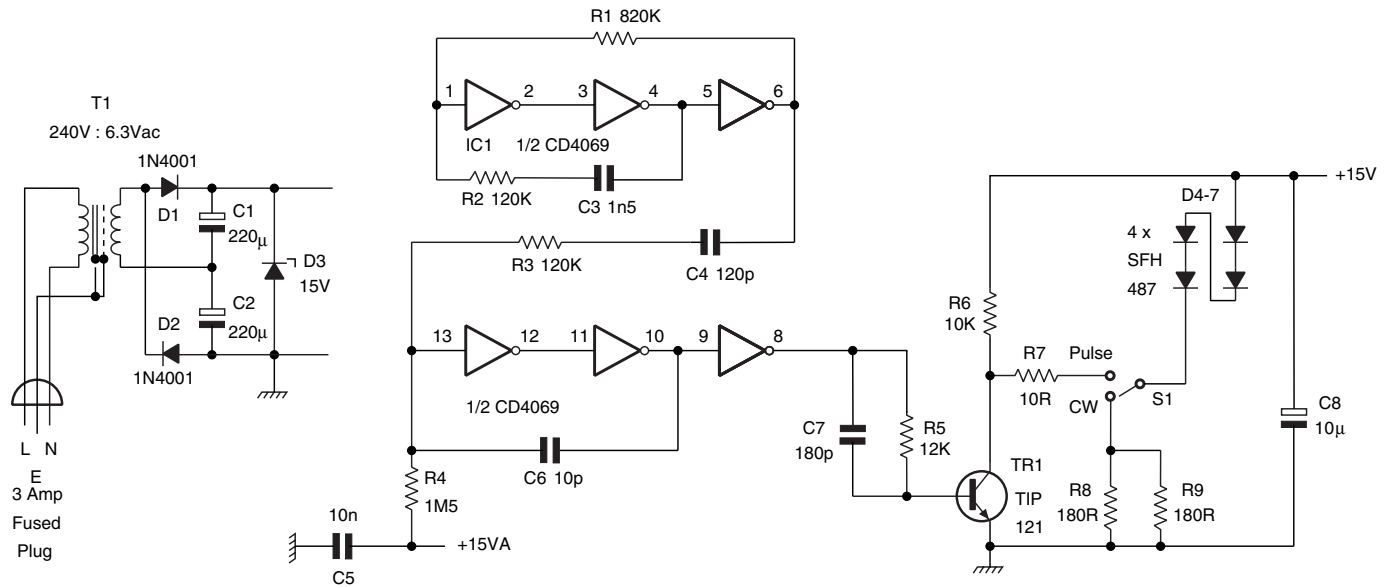 T1
240V : 6.3Vac
1N4001
D1
C1
220µ
D3
15V
C2
220µ
D2
1N4001
L N
E
3 Amp
Fused
Plug
R1 820K
1
2
3
4
5
6
IC1
1/2 CD4069
R2 120K
C3 1n5
R3 120K
C4 120p
13
12
11
10
9
8
1/2 CD4069
C6 10p
R4
1M5
10n
C5
+15VA
C7
180p
R5
12K
R6
10K
R7
10R
Pulse
CW
S1
TR1
TIP
121
R8
180R
R9
180R
D4-7
4 x
SFH
487
+15V
C8
10µ